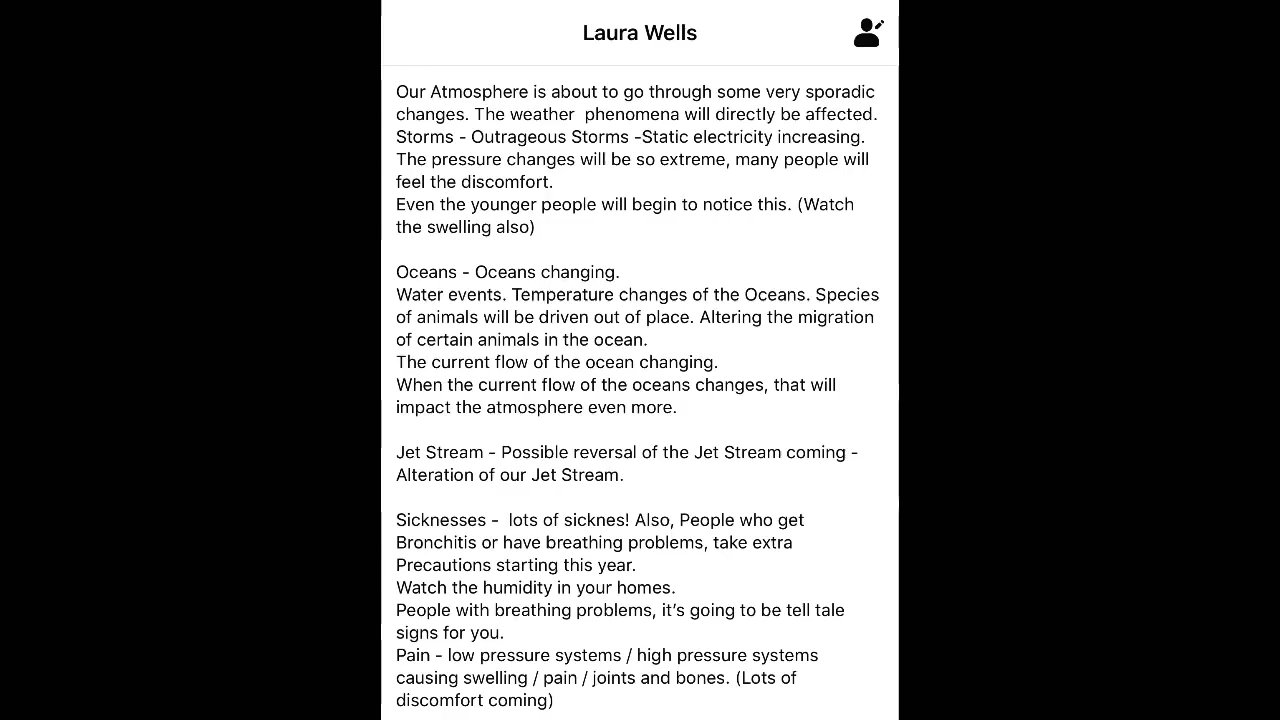 Laura Wells
Our Atmosphere is about to go through some very sporadic
changes. The weather  phenomena will directly be affected.
Storms - Outrageous Storms -Static electricity increasing.
The pressure changes will be so extreme, many people will
feel the discomfort.
Even the younger people will begin to notice this. (Watch
the swelling also)
Oceans - Oceans changing.
Water events. Temperature changes of the Oceans. Species
of animals will be driven out of place. Altering the migration
of certain animals in the ocean.
The current flow of the ocean changing.
When the current flow of the oceans changes, that will
impact the atmosphere even more.
Jet Stream - Possible reversal of the Jet Stream coming -
Alteration of our Jet Stream.
Sicknesses -  lots of sicknes! Also, People who get
Bronchitis or have breathing problems, take extra
Precautions starting this year.
Watch the humidity in your homes.
People with breathing problems, it’s going to be tell tale
signs for you.
Pain - low pressure systems / high pressure systems
causing swelling / pain / joints and bones. (Lots of
discomfort coming)